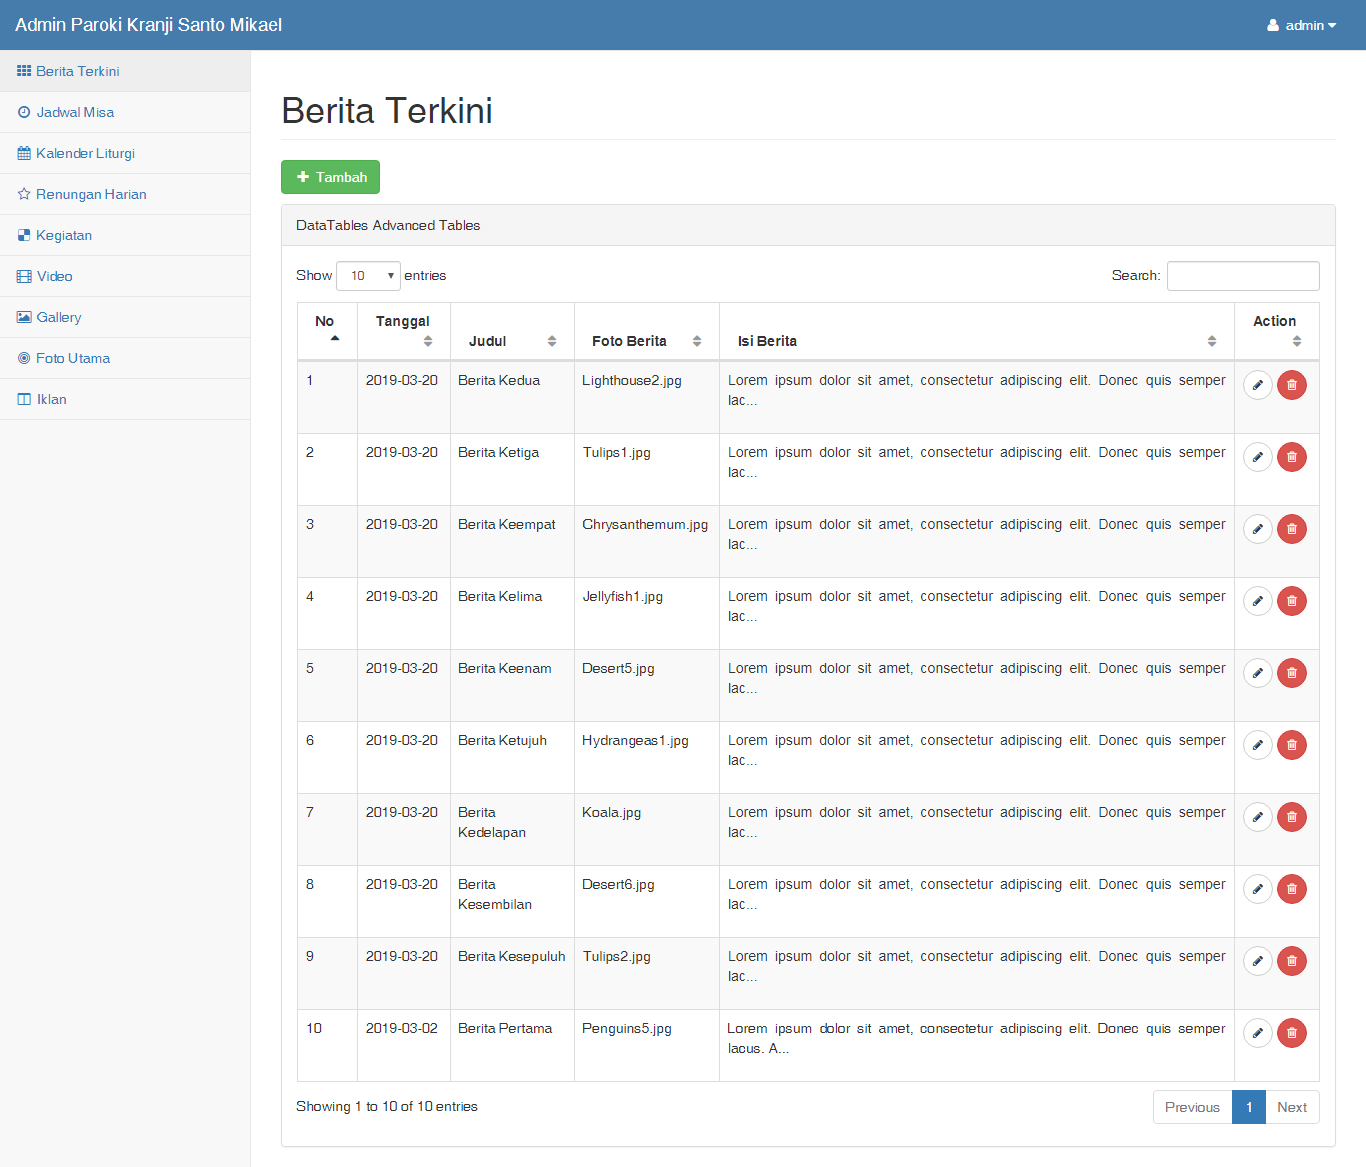 Admin Paroki Kranji Santo Mikael
admin
Berita Terkini
Jadwal Misa
Kalender Liturgi
Renungan Harian
Kegiatan
Video
Gallery
Foto Utama
Iklan
Berita Terkini
Tambah
DataTables Advanced Tables
Show 10 entries
Search:
No Tanggal Judul Foto Berita Isi Berita Action
1 2019-03-20 Berita Kedua Lighthouse2.jpg Lorem ipsum dolor sit amet, consectetur adipiscing elit. Donec quis semper
lac...
2 2019-03-20 Berita Ketiga Tulips1.jpg Lorem ipsum dolor sit amet, consectetur adipiscing elit. Donec quis semper
lac...
3 2019-03-20 Berita Keempat Chrysanthemum.jpg Lorem ipsum dolor sit amet, consectetur adipiscing elit. Donec quis semper
lac...
4 2019-03-20 Berita Kelima Jellyfish1.jpg Lorem ipsum dolor sit amet, consectetur adipiscing elit. Donec quis semper
lac...
5 2019-03-20 Berita Keenam Desert5.jpg Lorem ipsum dolor sit amet, consectetur adipiscing elit. Donec quis semper
lac...
6 2019-03-20 Berita Ketujuh Hydrangeas1.jpg Lorem ipsum dolor sit amet, consectetur adipiscing elit. Donec quis semper
lac...
7 2019-03-20 Berita Koala.jpg Lorem ipsum dolor sit amet, consectetur adipiscing elit. Donec quis semper
Kedelapan lac...
8 2019-03-20 Berita Desert6.jpg Lorem ipsum dolor sit amet, consectetur adipiscing elit. Donec quis semper
Kesembilan lac...
9 2019-03-20 Berita Kesepuluh Tulips2.jpg Lorem ipsum dolor sit amet, consectetur adipiscing elit. Donec quis semper
lac...
10 2019-03-02 Berita Pertama Penguins5.jpg Lorem ipsum dolor sit amet, consectetur adipiscing elit. Donec quis semper
lacus. A...
Showing 1 to 10 of 10 entries
Previous 1 Next